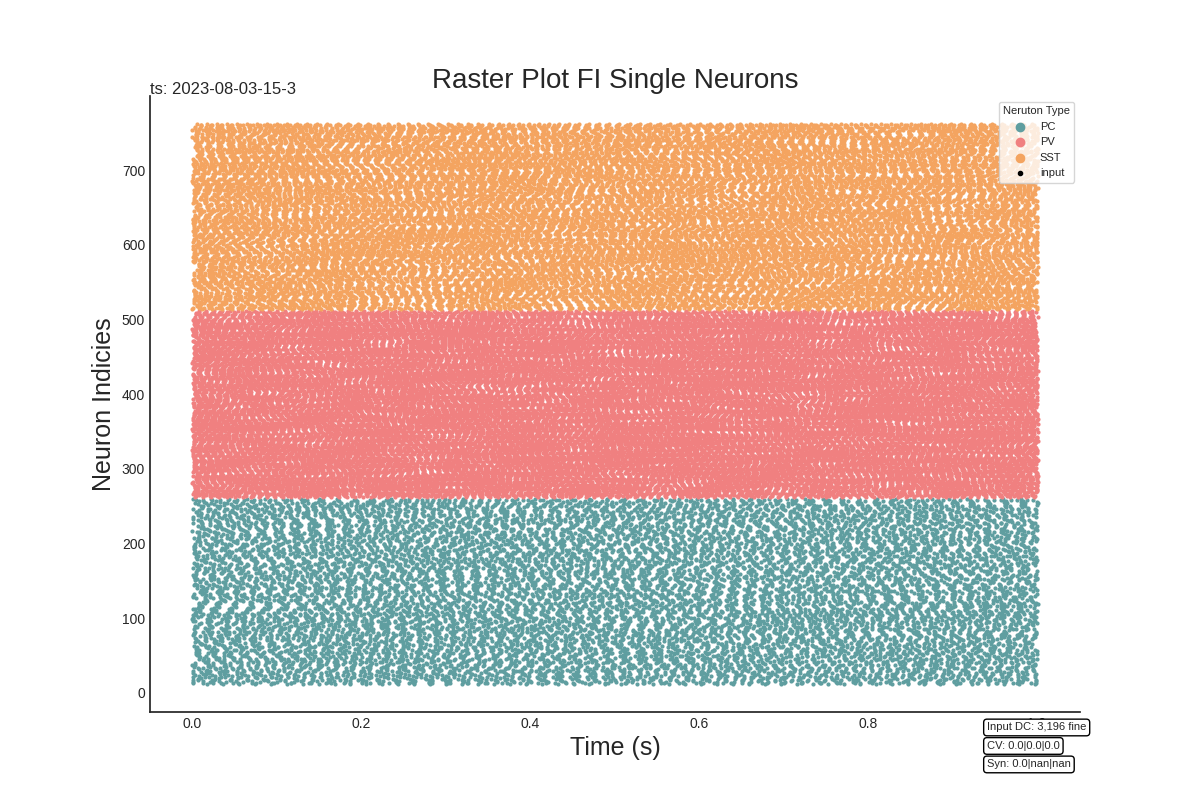 Raster Plot FI Single Neurons
ts: 2023-08-03-15-3
Neruton Type
PC
PV
SST
input
700
600
500
400
300
200
100
0
Neuron Indicies
0.0 0.2 0.4 0.6 0.8
Time (s)
Input DC: 3,196 fine
CV: 0.0|0.0|0.0
Syn: 0.0|nan|nan